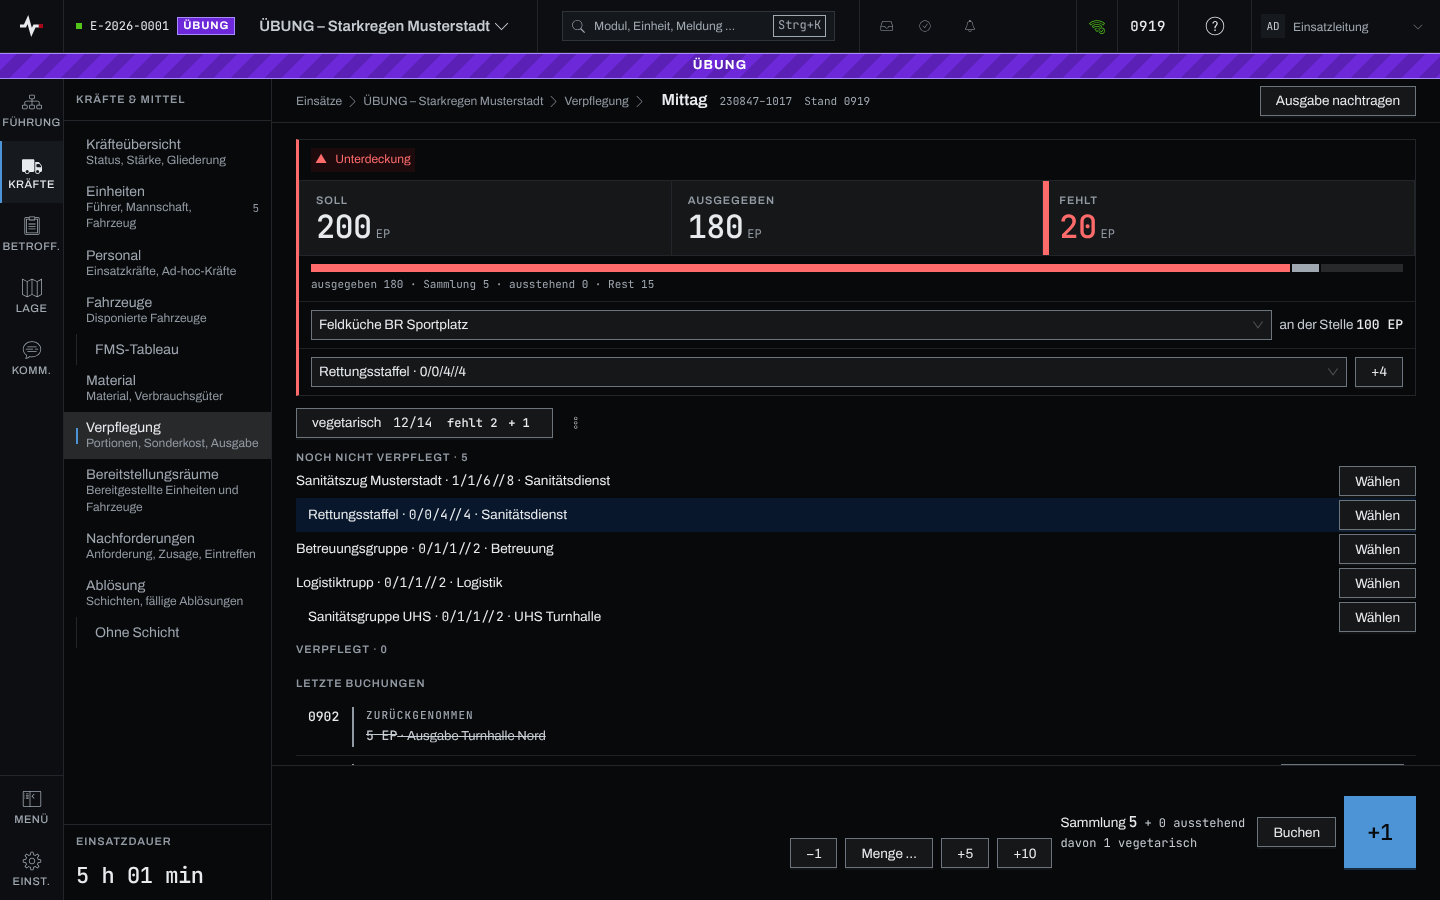 E-2026-0001 ÜBUNG ÜBUNG – Starkregen Musterstadt Modul, Einheit, Meldung ... Strg+K 0919 AD Einsatzleitung
ÜBUNG
FÜHRUNG
KRÄFTE
BETROFF.
LAGE
KOMM.
MENÜ
EINST.
KRÄFTE & MITTEL
Kräfteübersicht
Status, Stärke, Gliederung
Einheiten
Führer, Mannschaft,
Fahrzeug
5
Personal
Einsatzkräfte, Ad-hoc-Kräfte
Fahrzeuge
Disponierte Fahrzeuge
FMS-Tableau
Material
Material, Verbrauchsgüter
Verpflegung
Portionen, Sonderkost, Ausgabe
Bereitstellungsräume
Bereitgestellte Einheiten und
Fahrzeuge
Nachforderungen
Anforderung, Zusage, Eintreffen
Ablösung
Schichten, fällige Ablösungen
Ohne Schicht
EINSATZDAUER
5 h 01 min
Einsätze ÜBUNG – Starkregen Musterstadt Verpflegung Mittag 230847-1017 Stand 0919 Ausgabe nachtragen
Unterdeckung
SOLL
200 EP
AUSGEGEBEN
180 EP
FEHLT
20 EP
ausgegeben 180 · Sammlung 5 · ausstehend 0 · Rest 15
Feldküche BR Sportplatz an der Stelle 100 EP
Rettungsstaffel · 0/0/4//4 +4
vegetarisch 12/14 fehlt 2 + 1
NOCH NICHT VERPFLEGT · 5
Sanitätszug Musterstadt · 1/1/6//8 · Sanitätsdienst Wählen
Rettungsstaffel · 0/0/4//4 · Sanitätsdienst Wählen
Betreuungsgruppe · 0/1/1//2 · Betreuung Wählen
Logistiktrupp · 0/1/1//2 · Logistik Wählen
Sanitätsgruppe UHS · 0/1/1//2 · UHS Turnhalle Wählen
VERPFLEGT · 0
LETZTE BUCHUNGEN
0902 ZURÜCKGENOMMEN
5 EP · Ausgabe Turnhalle Nord
−1 Menge ... +5 +10
Sammlung 5 + 0 ausstehend
davon 1 vegetarisch
Buchen
+1